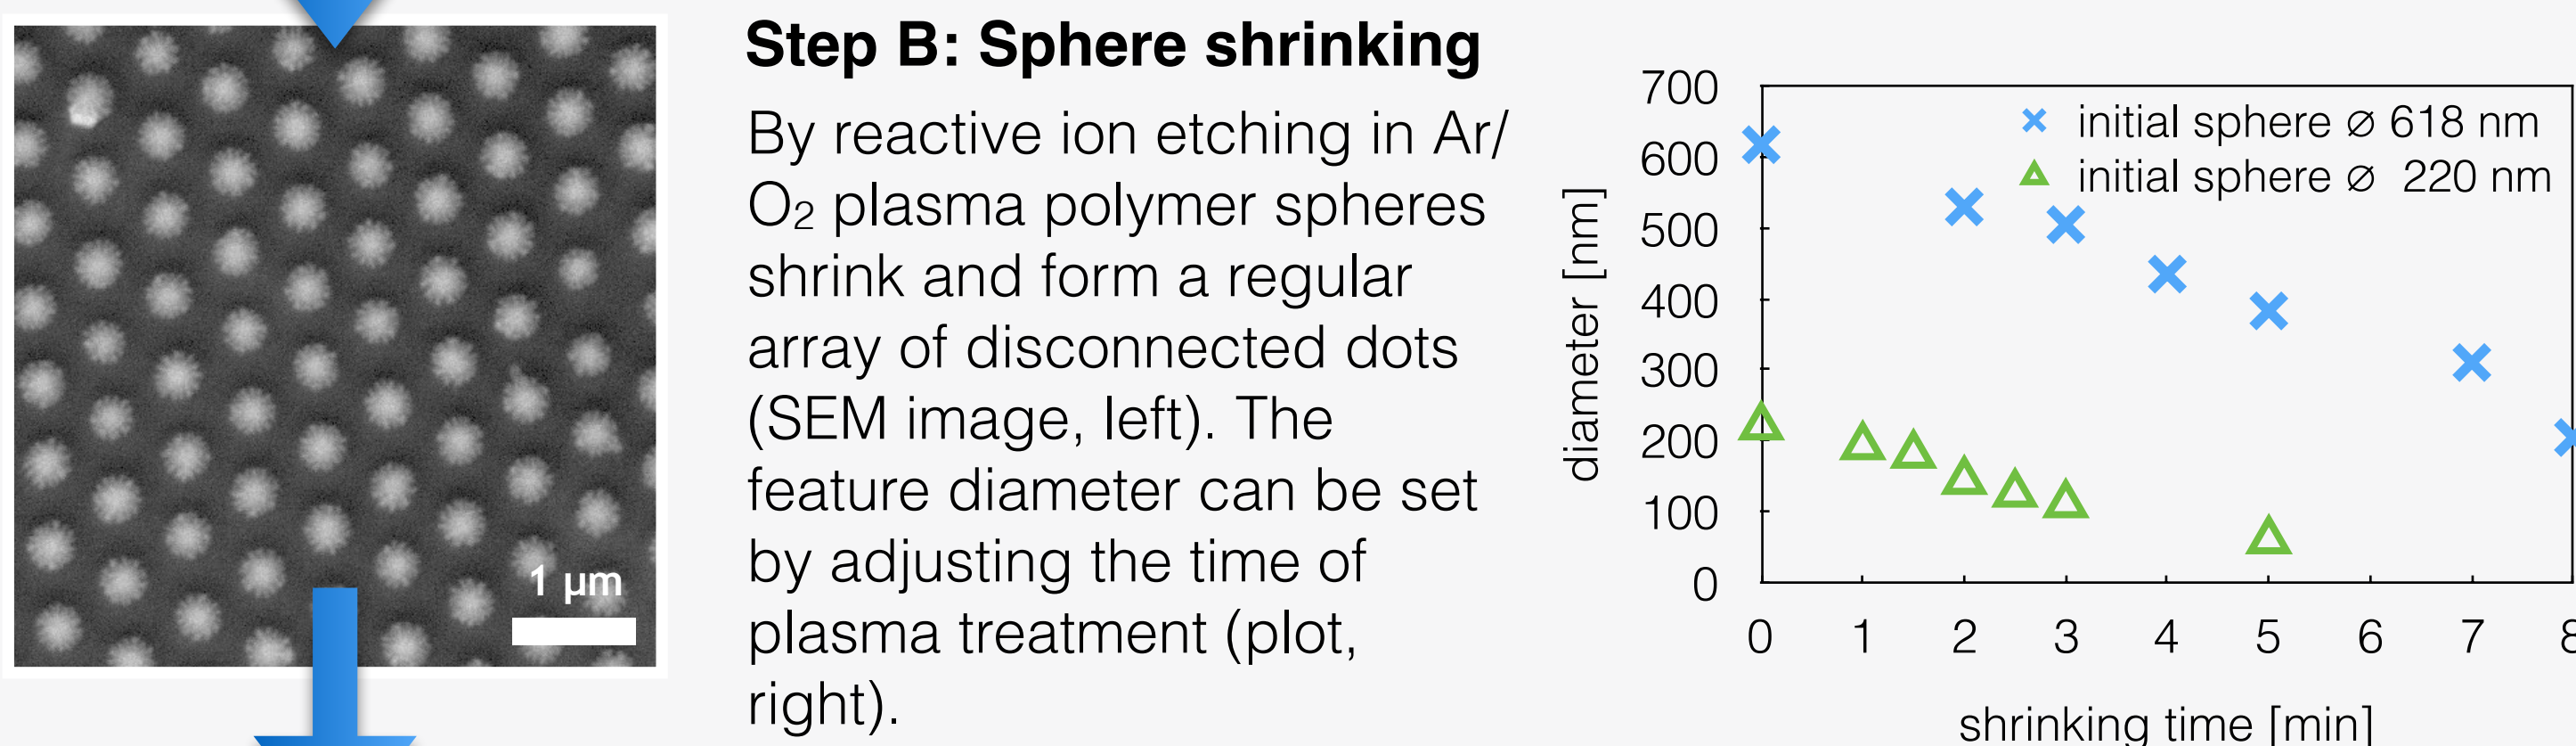 Step B: Sphere shrinking
By reactive ion etching in Ar/
O₂ plasma polymer spheres
shrink and form a regular
array of disconnected dots
(SEM image, left). The
feature diameter can be set
by adjusting the time of
plasma treatment (plot,
right).
1 µm
initial sphere ⌀ 618 nm
initial sphere ⌀ 220 nm
diameter [nm]
700
600
500
400
300
200
100
0
0 1 2 3 4 5 6 7 8
shrinking time [min]